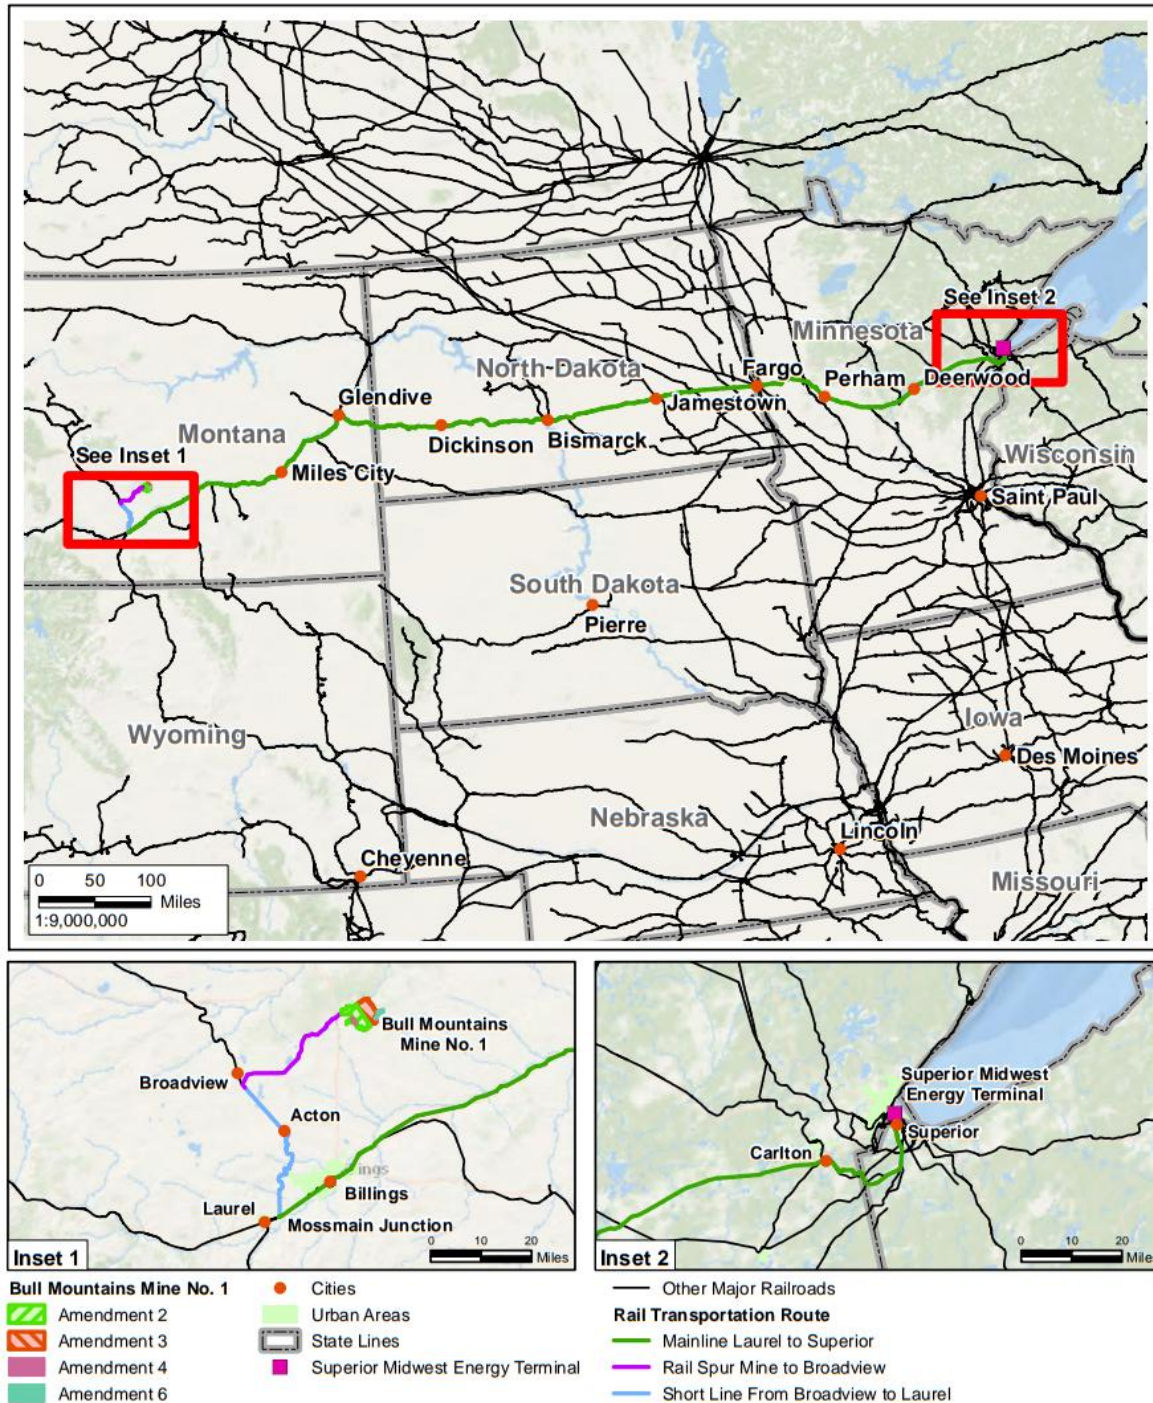 See Inset 2
Minnesota
North Dakota
Fargo
Perham
Deerwood
Glendive
Jamestown
Montana
Dickinson
Bismarck
See Inset 1
Miles City
Wisconsin
Saint Paul
South Dakota
Pierre
Wyoming
Iowa
Des Moines
Nebraska
Lincoln
Cheyenne
Missouri
0 50 100
Miles
1:9,000,000
Bull Mountains
Mine No. 1
Broadview
Acton
ings
Billings
Laurel
Mossmain Junction
0 10 20
Miles
Inset 1
Superior Midwest
Energy Terminal
Superior
Carlton
0 10 20
Miles
Inset 2
Bull Mountains Mine No. 1
Amendment 2
Amendment 3
Amendment 4
Amendment 6
Cities
Urban Areas
State Lines
Superior Midwest Energy Terminal
Other Major Railroads
Rail Transportation Route
Mainline Laurel to Superior
Rail Spur Mine to Broadview
Short Line From Broadview to Laurel